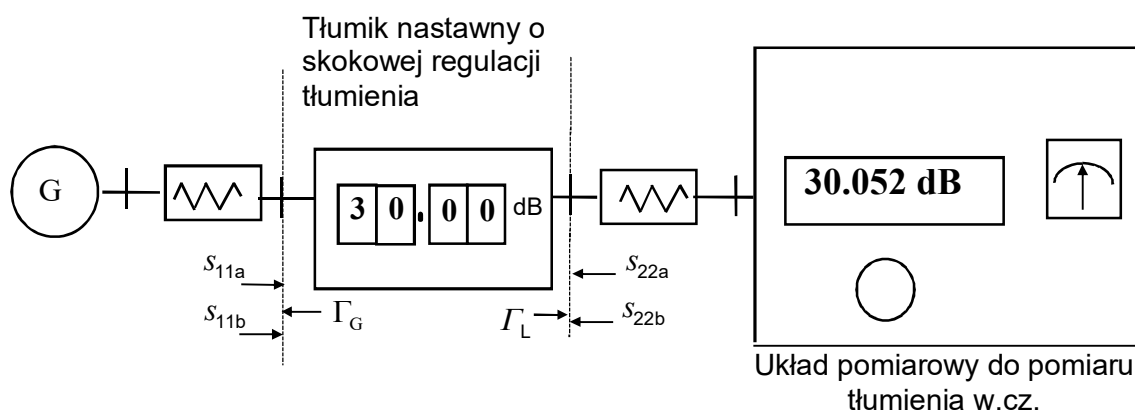 Tłumik nastawny o
skokowej regulacji
tłumienia
G
3 0 . 0 0 dB
30.052 dB
s11a
s22a
s11b
ΓG
ΓL
s22b
Układ pomiarowy do pomiaru
tłumienia w.cz.